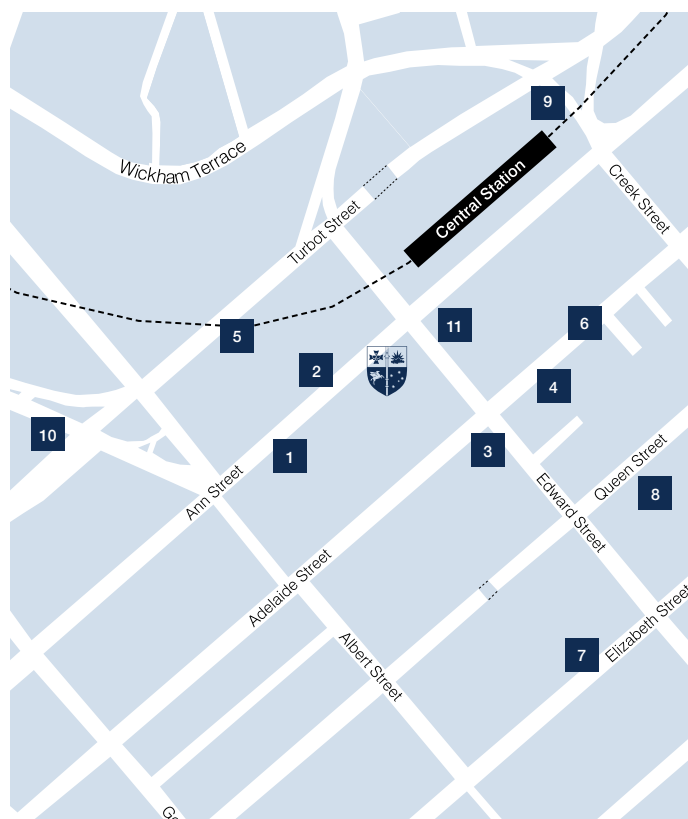 9
Wickham Terrace
Central Station
Creek Street
Turbot Street
5
11
6
2
4
10
1
3
Ann Street
Edward Street
Queen Street
8
Adelaide Street
Albert Street
7
Elizabeth Street